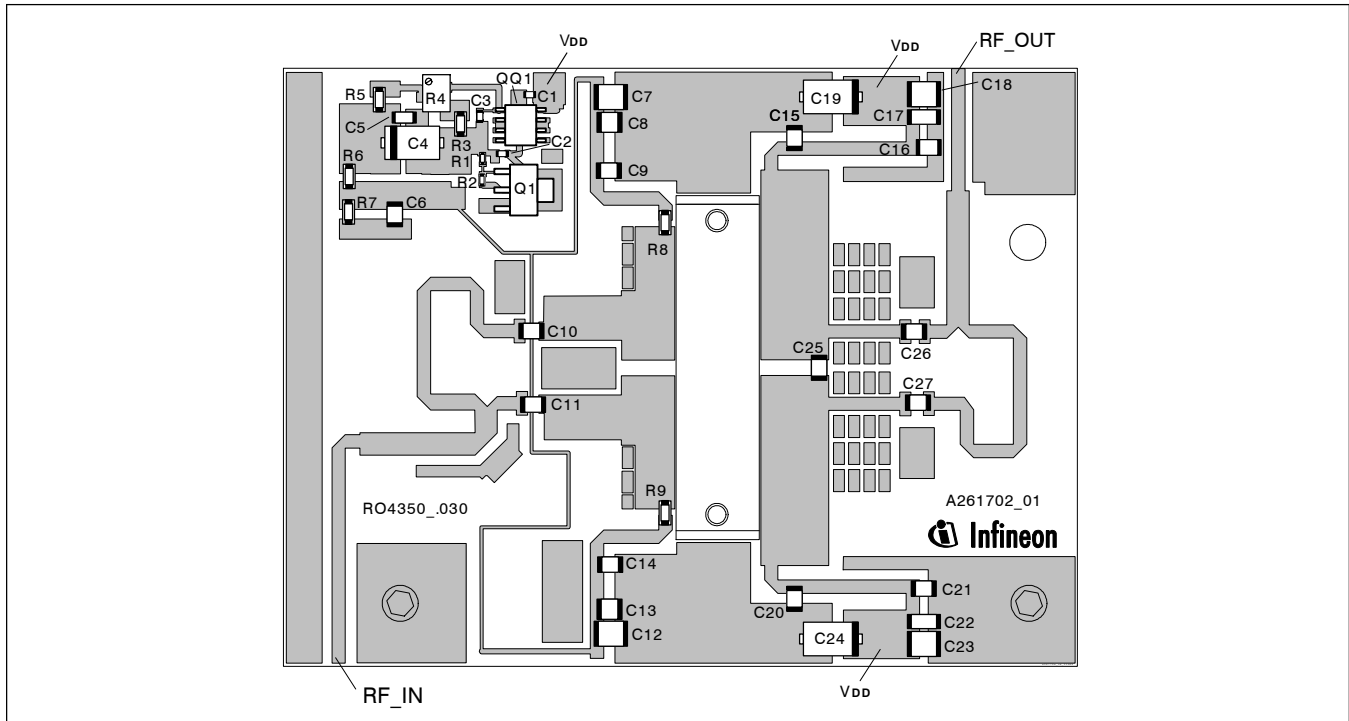 VDD
VDD
RF_OUT
QQ1
C1
R5
R4
C3
C7
C19
C18
C5
C8
C15
C17
C4
R3
C2
C16
R1
R6
C9
R2
Q1
R7
C6
R8
C10
C25
C26
C27
C11
R9
RO4350_.030
A261702_01
Infineon
C14
C21
C13
C20
C22
C12
C24
C23
RF_IN
VDD